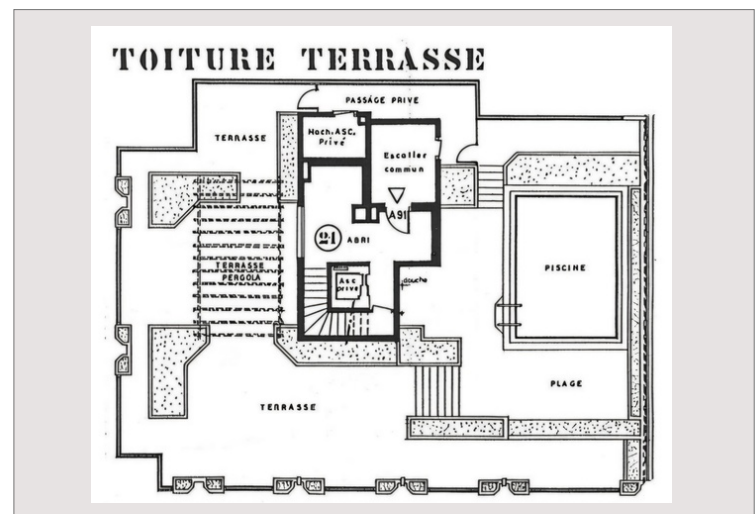 TOITURE TERRASSE
PASSAGE PRIVE
TERRASSE
Mach. ASC.
Privé
Escalier
commun
A91
21
ABRI
TERRASSE
PERGOLA
Asc
privé
douche
PISCINE
PLAGE
TERRASSE